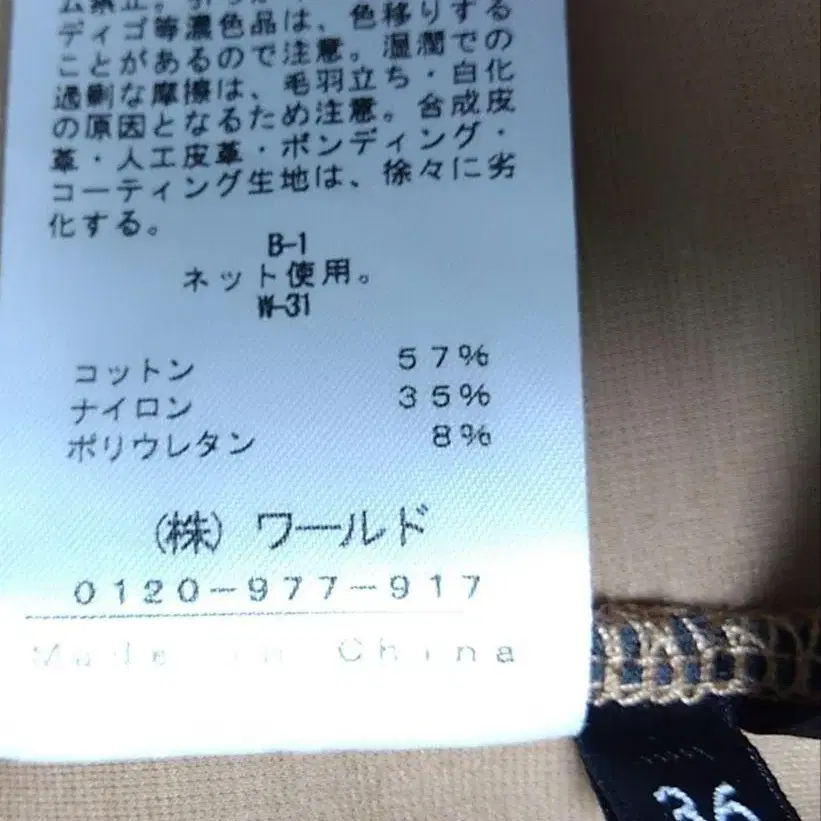 ディゴ等濃色品は、色移りする
ことがあるので注意。湿潤での
過剰な摩擦は、毛羽立ち・白化
の原因となるため注意。合成皮
革・人工皮革・ボンディング・
コーティング生地は、徐々に劣
化する。
B-1
ネット使用。
W-31
コットン 57%
ナイロン 35%
ポリウレタン 8%
(株) ワールド
0120-977-917
Made in China
36